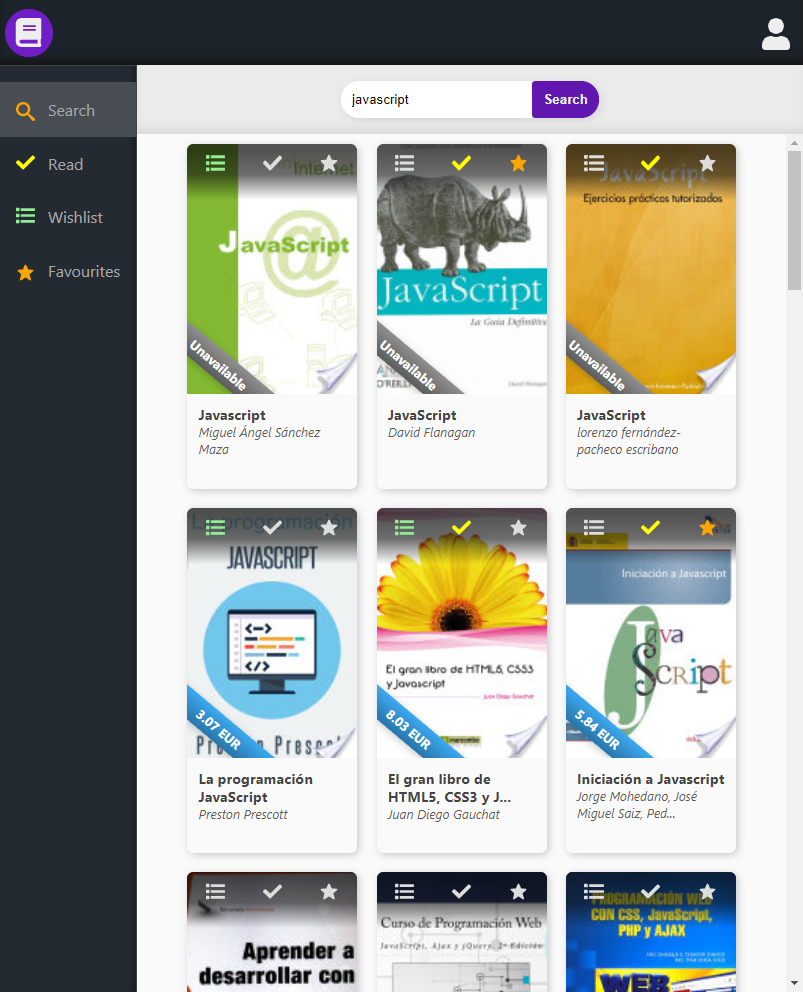 javascript
Search
Search
Read
Wishlist
Favourites
Internet
JavaScript
Unavailable
Javascript
Miguel Ángel Sánchez
Maza
JavaScript
La Guía Definitiva
Unavailable
O'REILLY
David Flanagan
JavaScript
David Flanagan
JavaScript
Ejercicios prácticos tutorizados
Unavailable
JavaScript
lorenzo fernández-
pacheco escribano
La programación
JAVASCRIPT
3.07 EUR
Preston Prescott
La programación
JavaScript
Preston Prescott
El gran libro de HTML5, CSS3
y Javascript
Juan Diego Gauchat
8.03 EUR
marcombo
El gran libro de
HTML5, CSS3 y J...
Juan Diego Gauchat
Iniciación a Javascript
Java
Script
5.84 EUR
Iniciación a Javascript
Jorge Mohedano, José
Miguel Saiz, Ped...
Aprender a
desarrollar con
Curso de Programación Web
JavaScript, Ajax y jQuery, 2ª Edición
PROGRAMACIÓN WEB
CON CSS, JavaScript,
PHP y AJAX
WEB